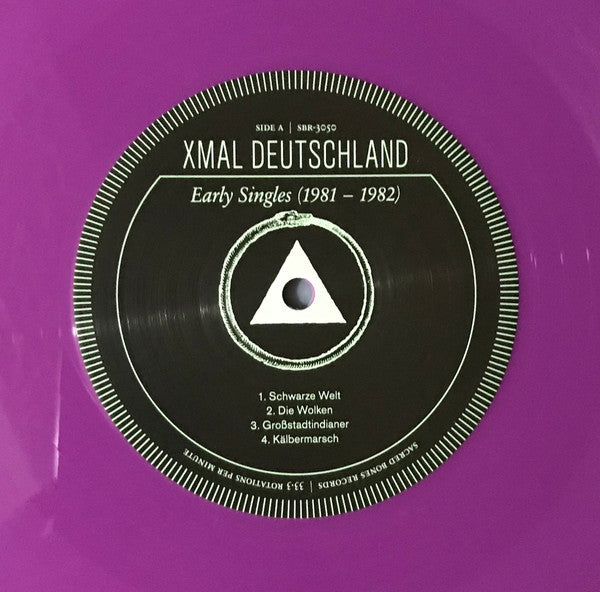 SIDE A | SBR-3050
XMAL DEUTSCHLAND
Early Singles (1981 – 1982)
1. Schwarze Welt
2. Die Wolken
3. Großstadtindianer
4. Kälbermarsch
SACRED BONES RECORDS | 33.3 ROTATIONS PER MINUTE